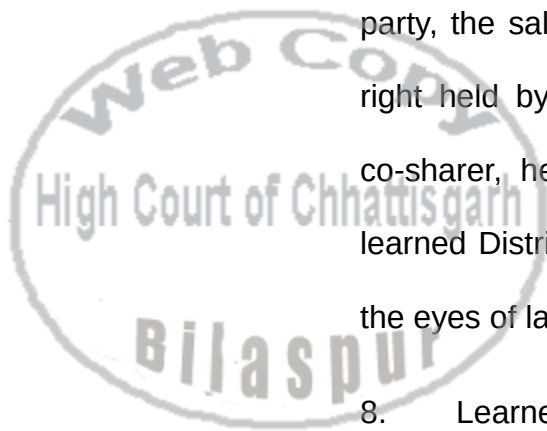 Web Copy
High Court of Chhattisgarh
Bilaspur
party, the sal
right held by
co-sharer, he
learned Distri
the eyes of la
8. Learne